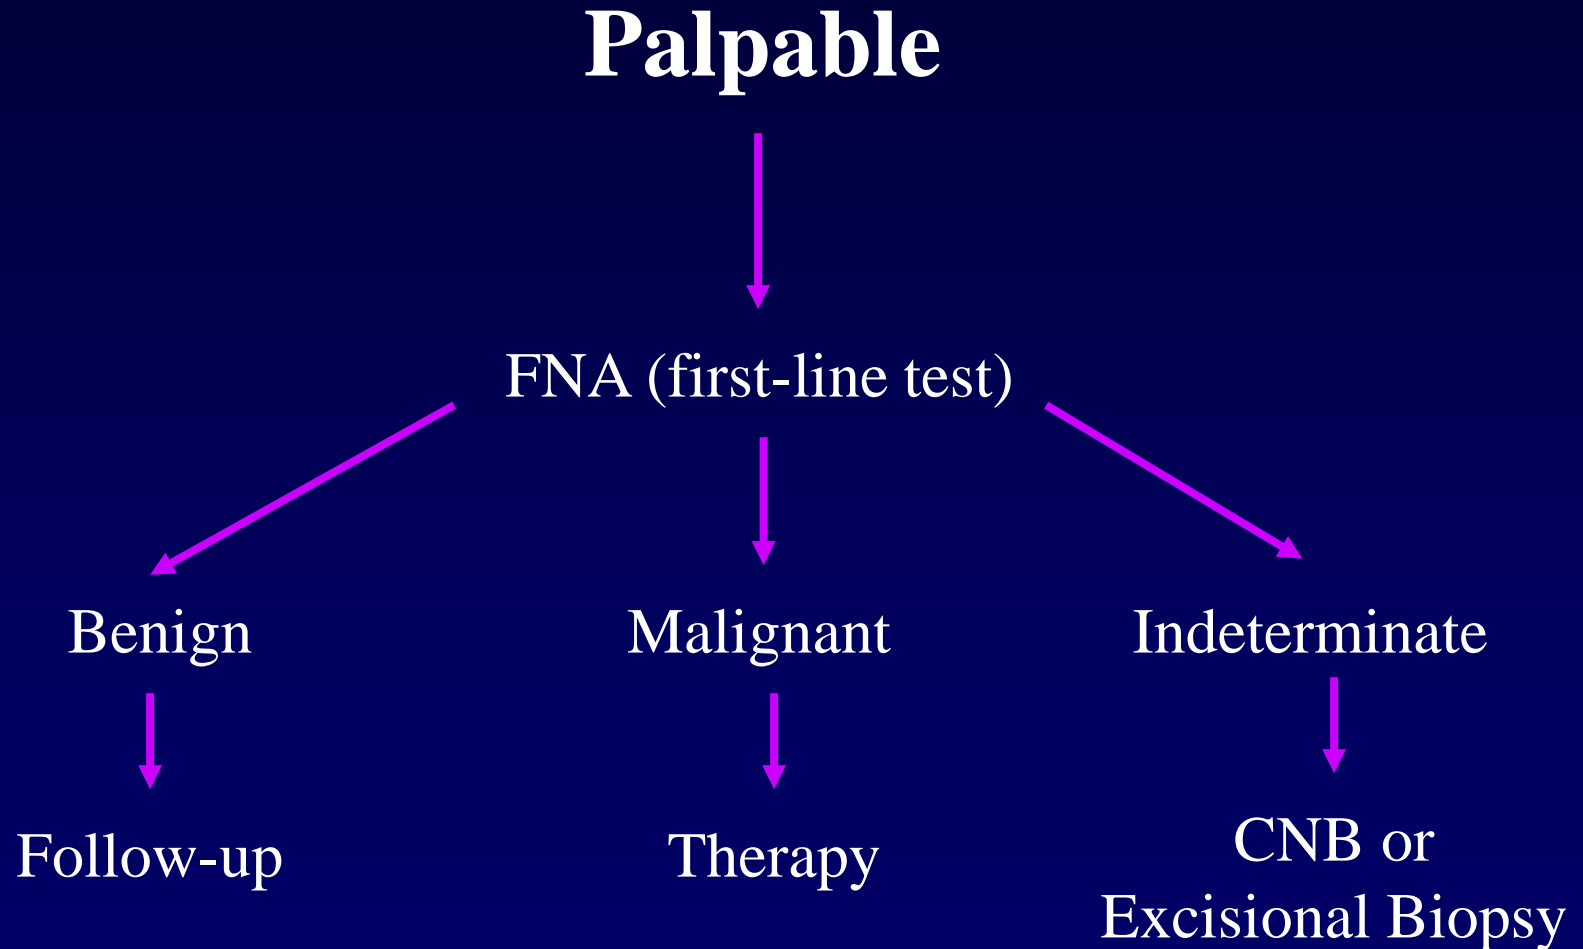 Palpable
FNA (first-line test)
Benign
Malignant
Indeterminate
Follow-up
Therapy
CNB or
Excisional Biopsy